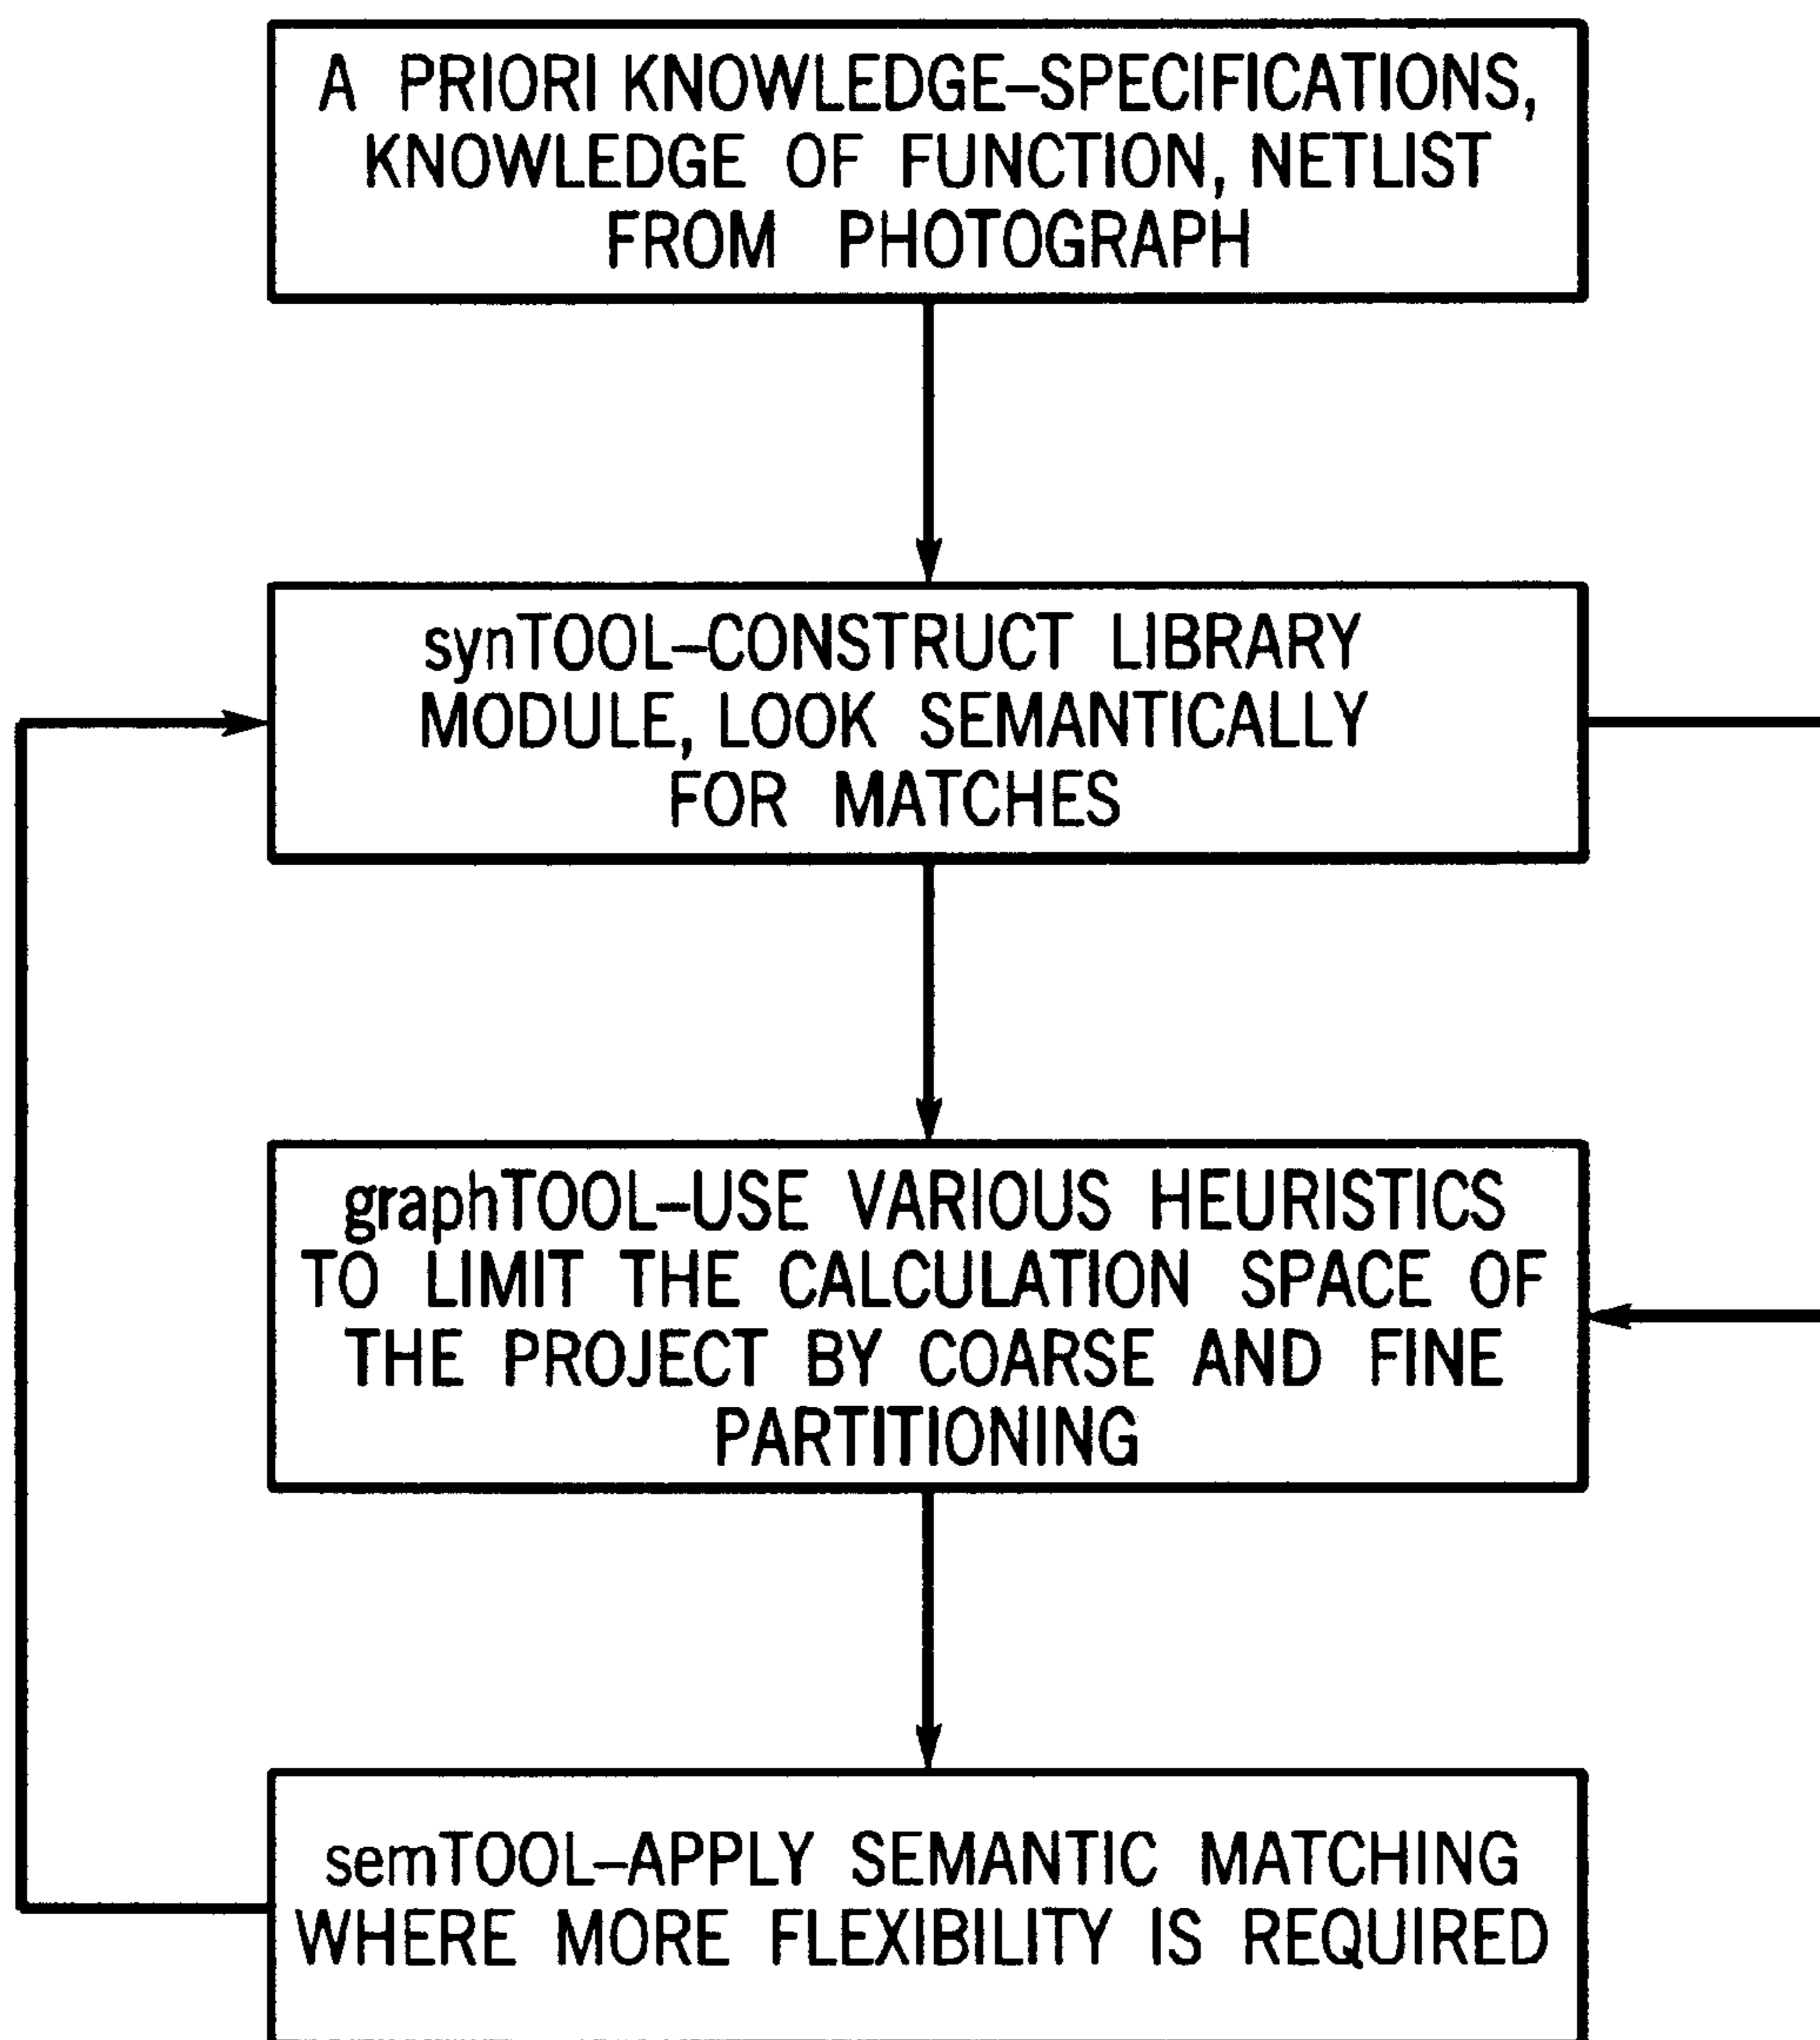 A PRIORI KNOWLEDGE–SPECIFICATIONS,
KNOWLEDGE OF FUNCTION, NETLIST
FROM PHOTOGRAPH
synTOOL–CONSTRUCT LIBRARY
MODULE, LOOK SEMANTICALLY
FOR MATCHES
graphTOOL–USE VARIOUS HEURISTICS
TO LIMIT THE CALCULATION SPACE OF
THE PROJECT BY COARSE AND FINE
PARTITIONING
semTOOL–APPLY SEMANTIC MATCHING
WHERE MORE FLEXIBILITY IS REQUIRED